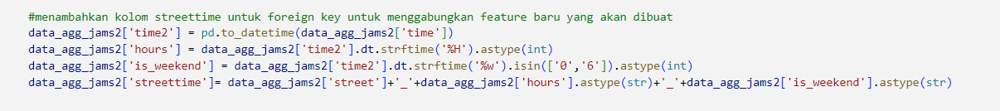 #menambahkan kolom streettime untuk foreign key untuk menggabungkan feature baru yang akan dibuat
data_agg_jams2['time2'] = pd.to_datetime(data_agg_jams2['time'])
data_agg_jams2['hours'] = data_agg_jams2['time2'].dt.strftime('%H').astype(int)
data_agg_jams2['is_weekend'] = data_agg_jams2['time2'].dt.strftime('%w').isin(['0','6']).astype(int)
data_agg_jams2['streettime']= data_agg_jams2['street']+'_'+data_agg_jams2['hours'].astype(str)+'_'+data_agg_jams2['is_weekend'].astype(str)